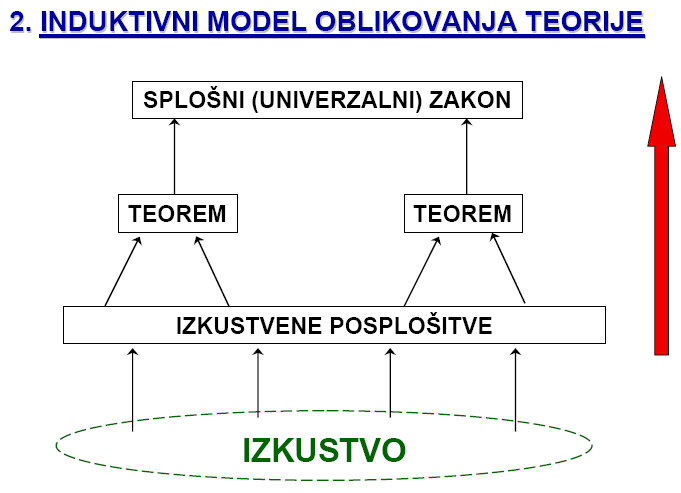 2. INDUKTIVNI MODEL OBLIKOVANJA TEORIJE
SPLOŠNI (UNIVERZALNI) ZAKON
TEOREM
TEOREM
IZKUSTVENE POSPLOŠITVE
IZKUSTVO